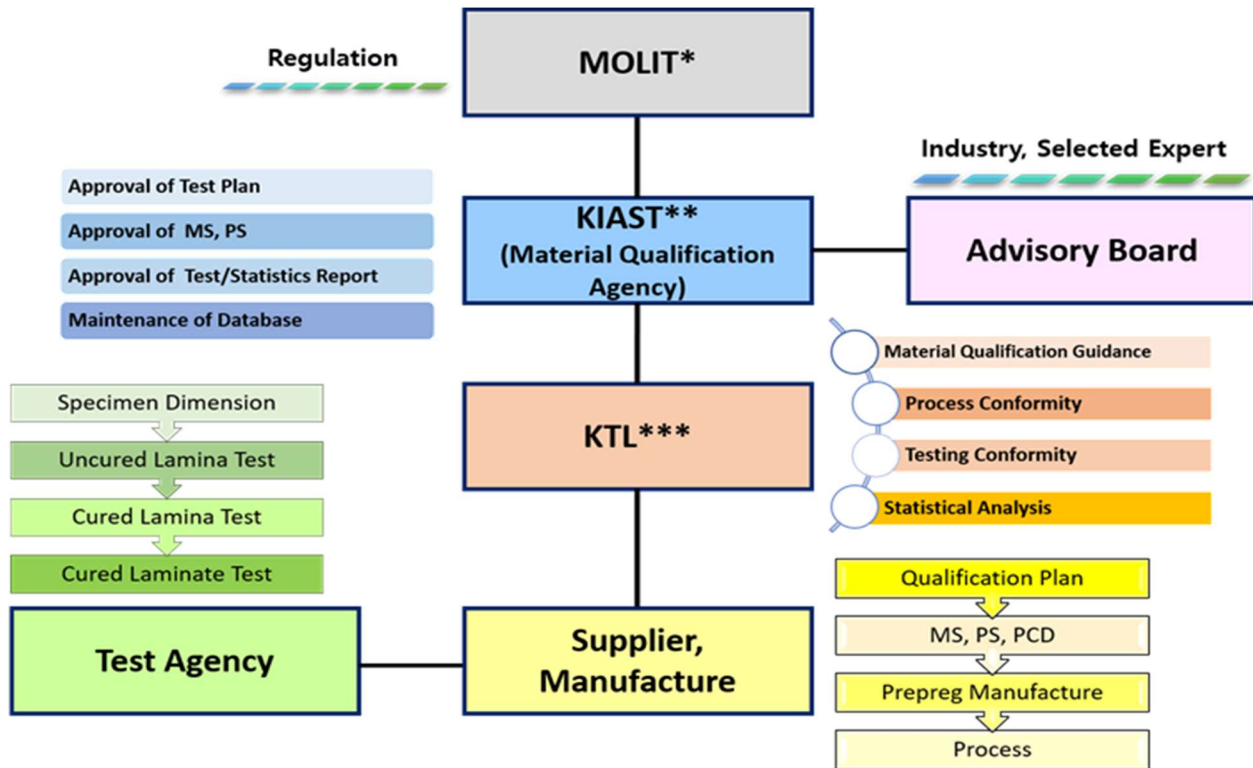 Regulation
MOLIT*
Industry, Selected Expert
Approval of Test Plan
Approval of MS, PS
Approval of Test/Statistics Report
Maintenance of Database
KIAST**
(Material Qualification
Agency)
Advisory Board
Material Qualification Guidance
Process Conformity
Testing Conformity
Statistical Analysis
KTL***
Specimen Dimension
Uncured Lamina Test
Cured Lamina Test
Cured Laminate Test
Test Agency
Supplier,
Manufacture
Qualification Plan
MS, PS, PCD
Prepreg Manufacture
Process